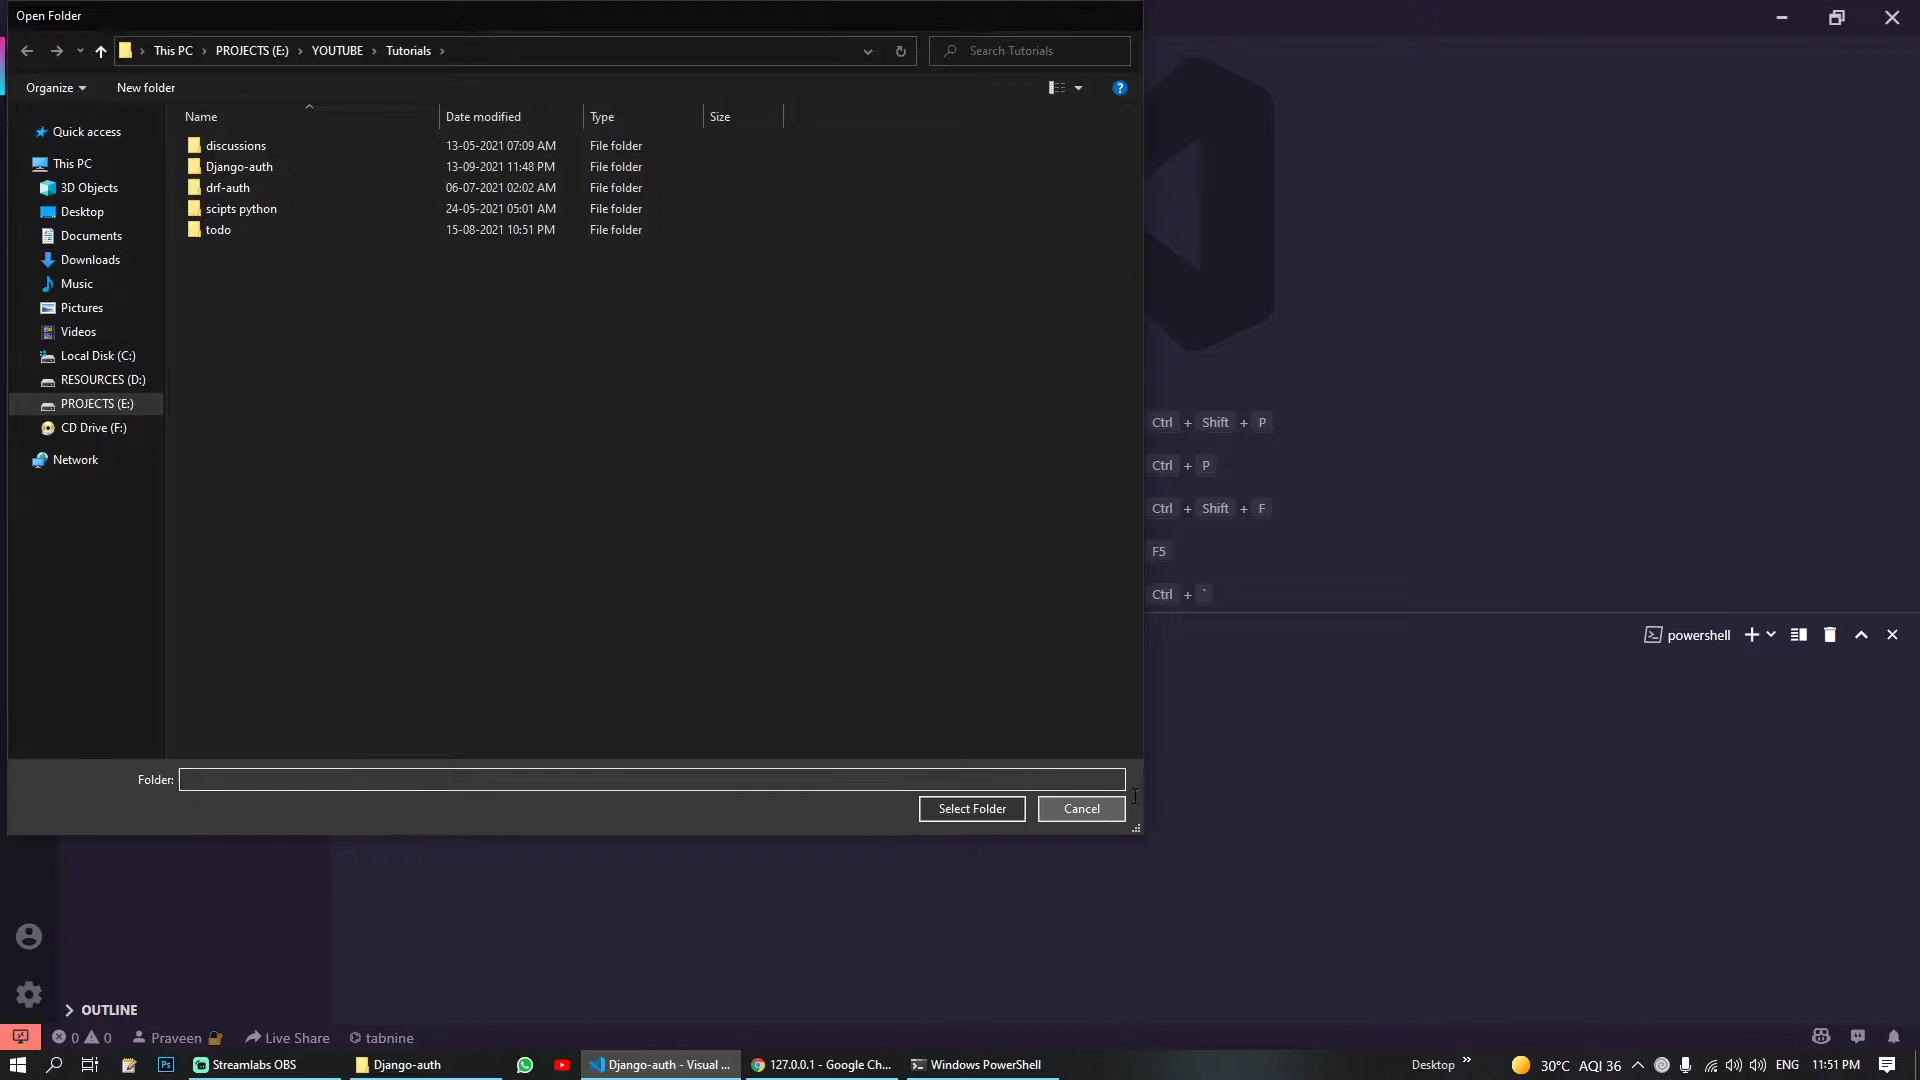 Open Folder
This PC PROJECTS (E:) YOUTUBE Tutorials
Search Tutorials
Organize New folder
?
Name Date modified Type Size
discussions 13-05-2021 07:09 AM File folder
Django-auth 13-09-2021 11:48 PM File folder
drf-auth 06-07-2021 02:02 AM File folder
scipts python 24-05-2021 05:01 AM File folder
todo 15-08-2021 10:51 PM File folder
Quick access
This PC
3D Objects
Desktop
Documents
Downloads
Music
Pictures
Videos
Local Disk (C:)
RESOURCES (D:)
PROJECTS (E:)
CD Drive (F:)
Network
Ctrl + Shift + P
Ctrl + P
Ctrl + Shift + F
F5
Ctrl + `
powershell
Folder:
Select Folder Cancel
OUTLINE
0 0 Praveen Live Share tabnine
Ps Streamlabs OBS Django-auth Django-auth - Visual ... 127.0.0.1 - Google Ch... Windows PowerShell Desktop » 30°C AQI 36 ENG 11:51 PM